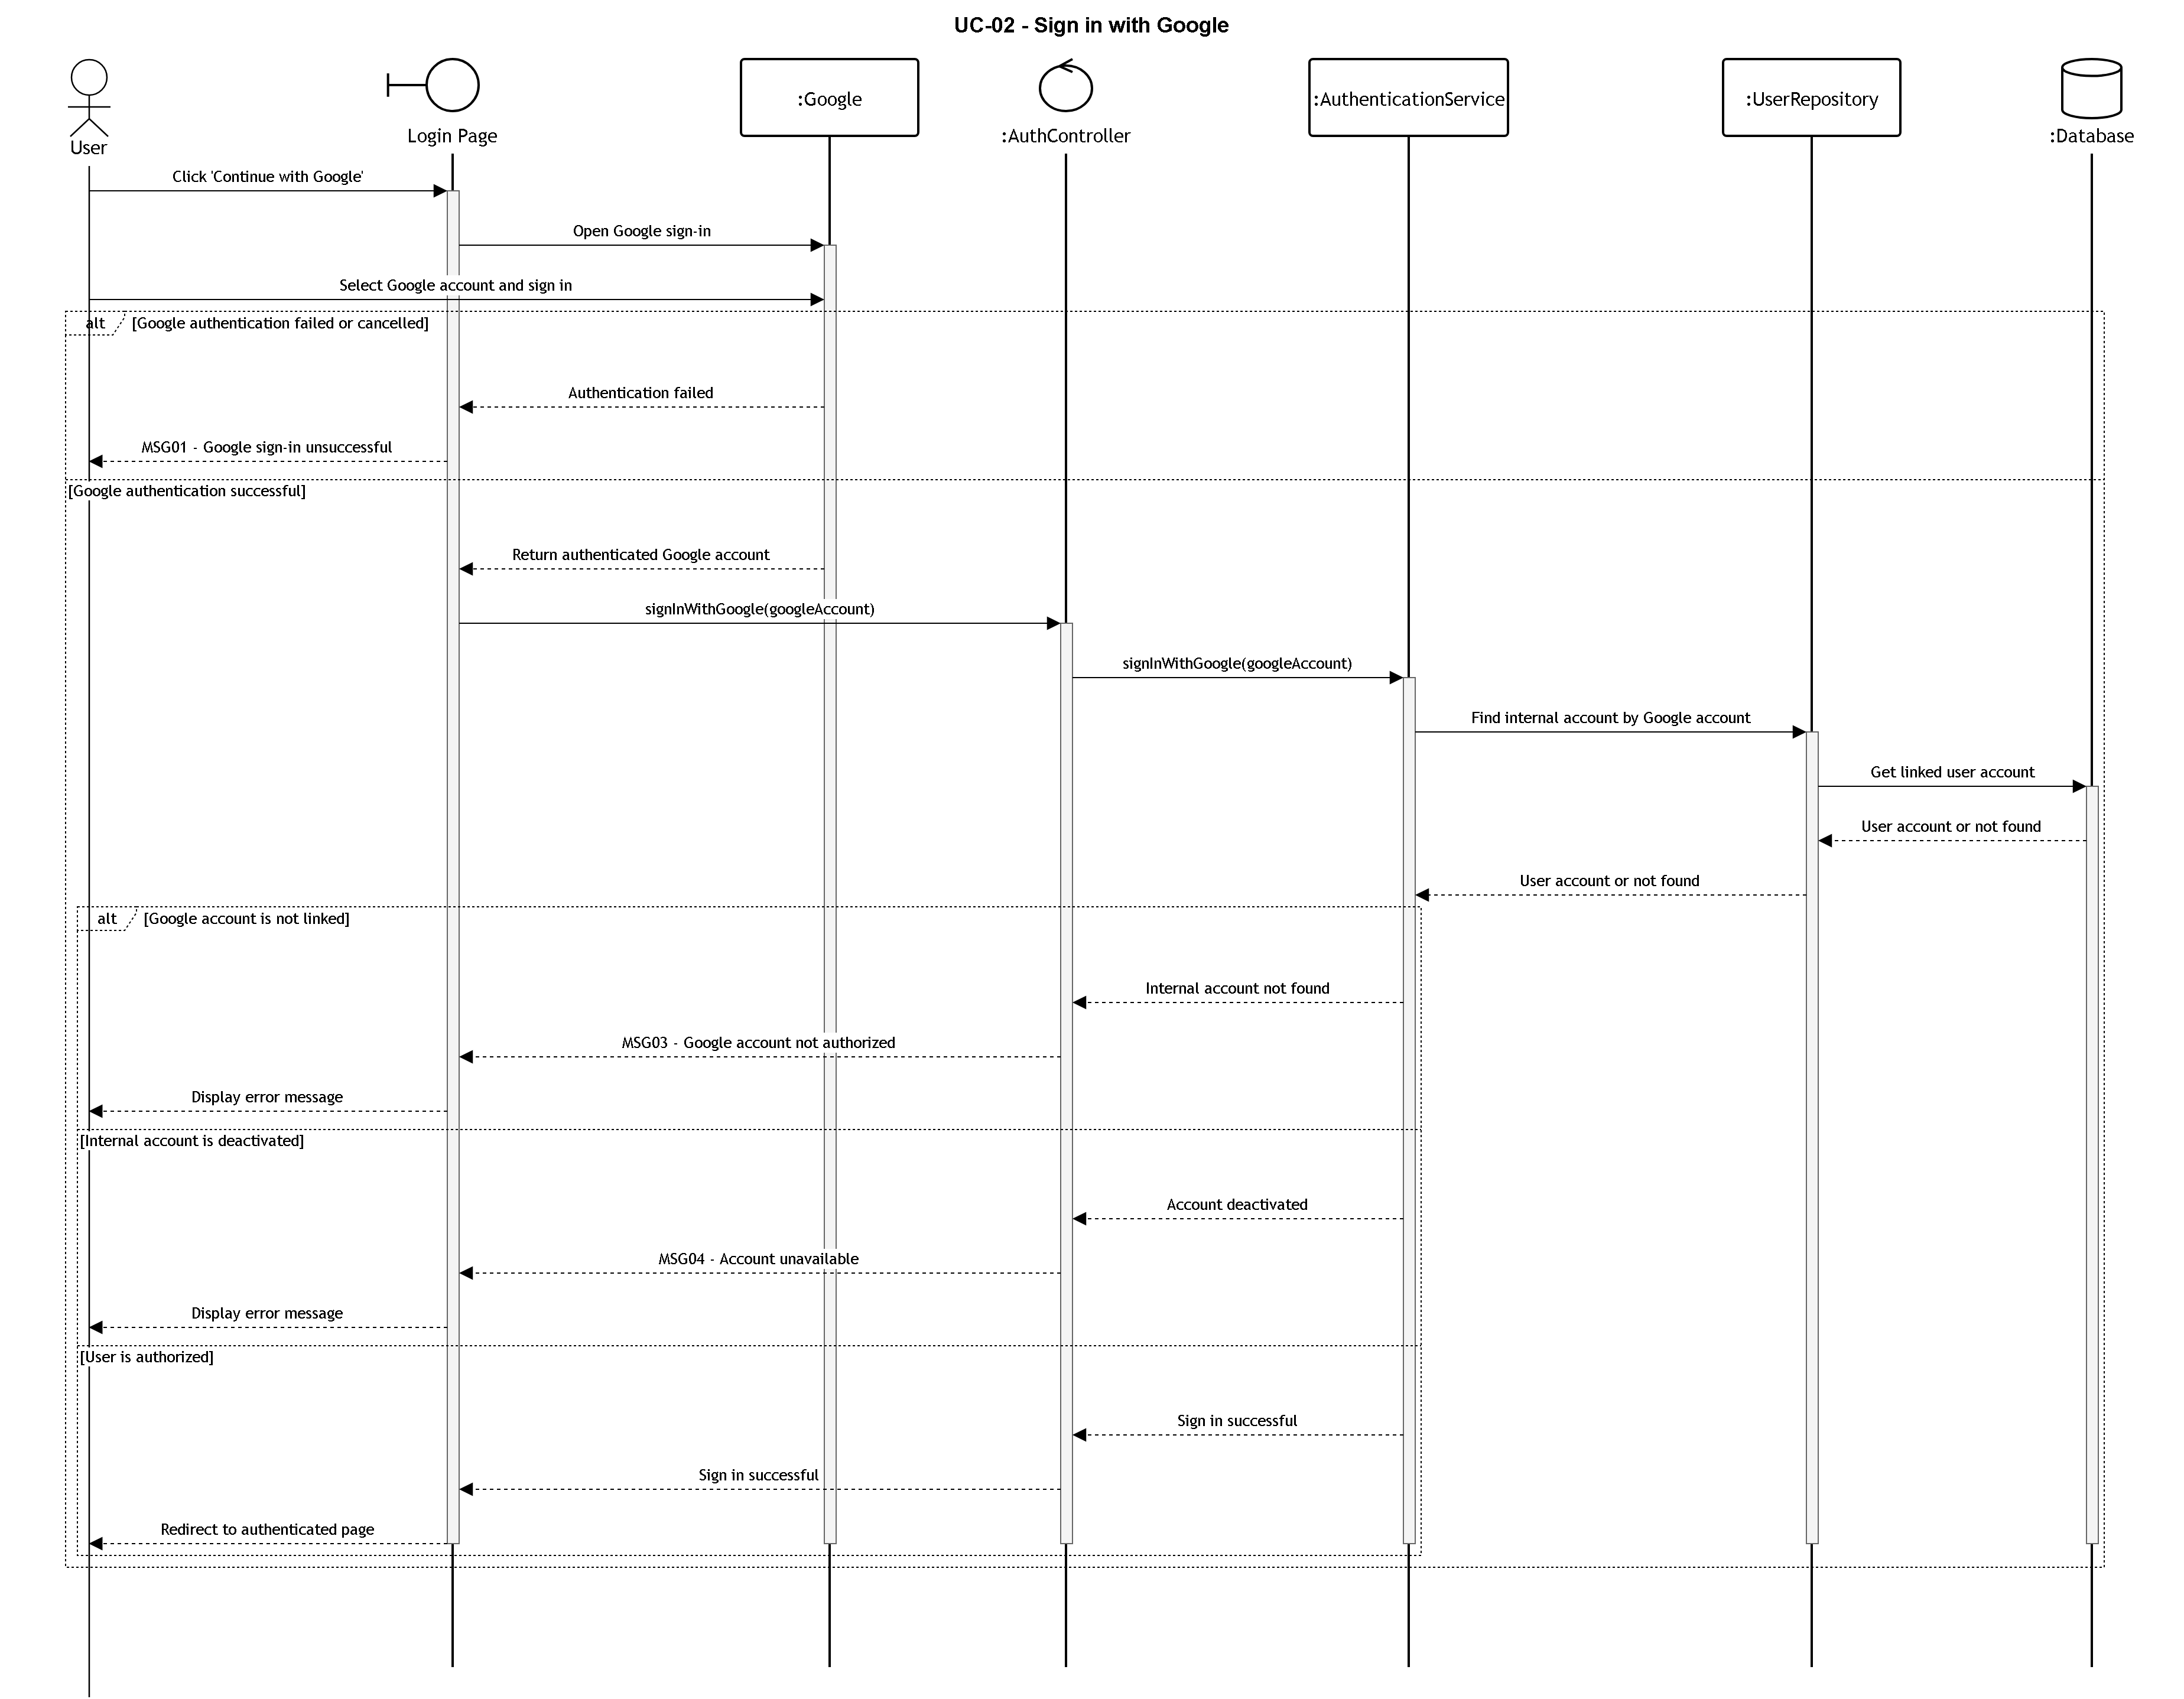 UC-02 - Sign in with Google
User
Login Page
:Google
:AuthController
:AuthenticationService
:UserRepository
:Database
Click 'Continue with Google'
Open Google sign-in
Select Google account and sign in
alt [Google authentication failed or cancelled]
Authentication failed
MSG01 - Google sign-in unsuccessful
[Google authentication successful]
Return authenticated Google account
signInWithGoogle(googleAccount)
signInWithGoogle(googleAccount)
Find internal account by Google account
Get linked user account
User account or not found
User account or not found
alt [Google account is not linked]
Internal account not found
MSG03 - Google account not authorized
Display error message
[Internal account is deactivated]
Account deactivated
MSG04 - Account unavailable
Display error message
[User is authorized]
Sign in successful
Sign in successful
Redirect to authenticated page